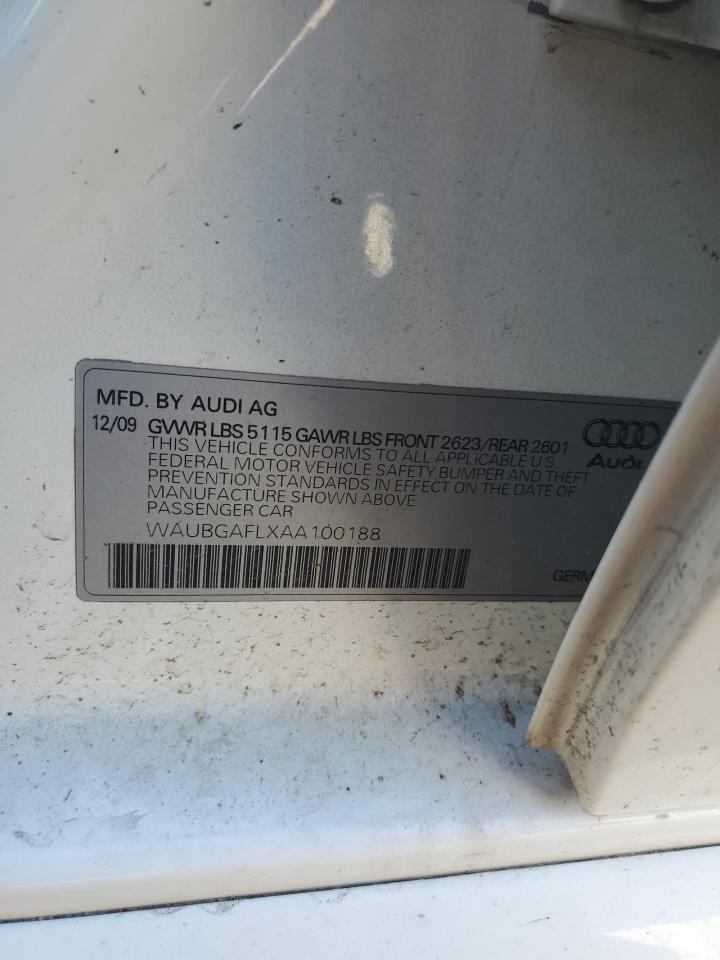 MFD. BY AUDI AG
12/09 GVWR LBS 5115 GAWR LBS FRONT 2623/REAR 2601
THIS VEHICLE CONFORMS TO ALL APPLICABLE U S
FEDERAL MOTOR VEHICLE SAFETY,BUMPER AND THEFT
PREVENTION STANDARDS IN EFFECT ON THE DATE OF
MANUFACTURE SHOWN ABOVE
PASSENGER CAR
WAUBGAFLXAA100188
Audi